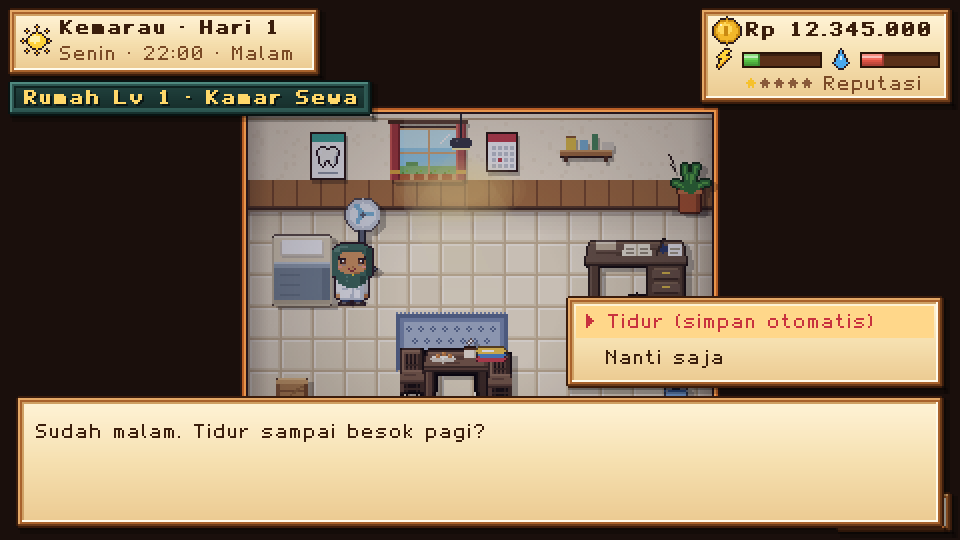 Kemarau · Hari 1
Senin · 22:00 · Malam
Rp 12.345.000
Reputasi
Rumah Lv 1 · Kamar Sewa
Tidur (simpan otomatis)
Nanti saja
Sudah malam. Tidur sampai besok pagi?